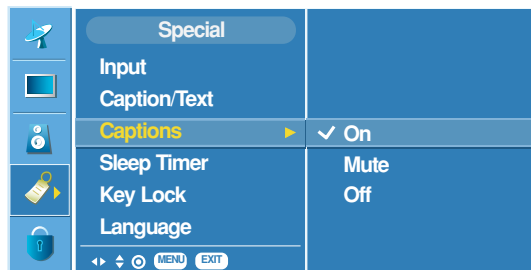 Special
Input
Caption/Text
Captions
On
Sleep Timer
Mute
Key Lock
Off
Language
MENU EXIT